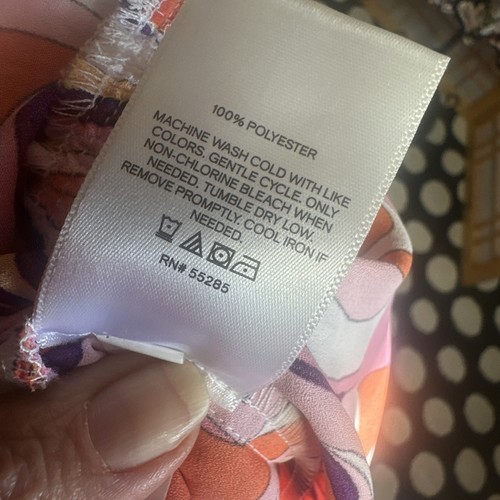 100% POLYESTER
MACHINE WASH COLD WITH LIKE
COLORS. GENTLE CYCLE. ONLY
NON-CHLORINE BLEACH WHEN
NEEDED. TUMBLE DRY LOW.
REMOVE PROMPTLY. COOL IRON IF
NEEDED.
RN# 55285